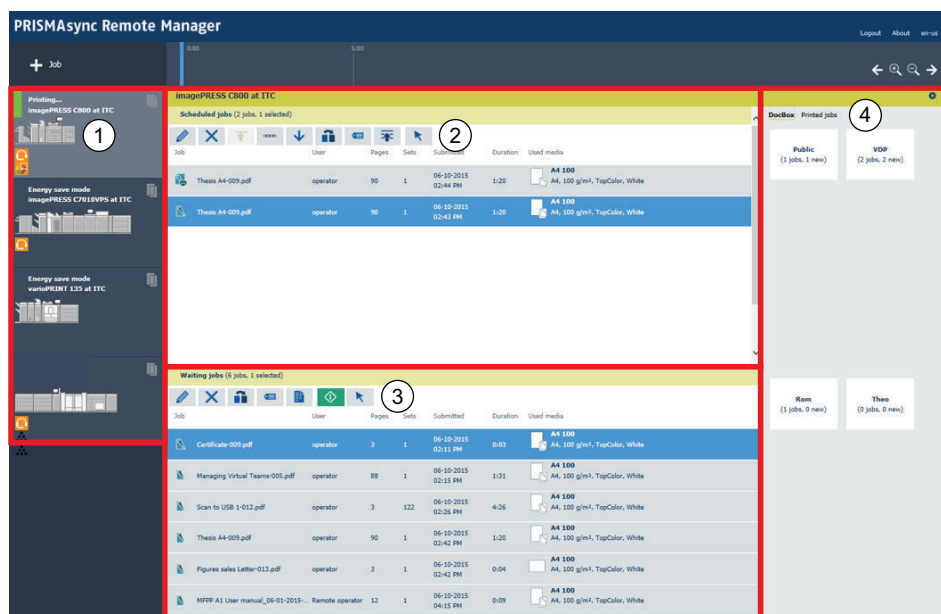 PRISMAsync Remote Manager
Logout About en-us
+ Job
0:00 5:00
Printing...
imagePRESS C800 at ITC
1
Energy save mode
imagePRESS C7010VPS at ITC
Energy save mode
varioPRINT 135 at ITC
imagePRESS C800 at ITC
Scheduled jobs (2 jobs, 1 selected)
2
Job User Pages Sets Submitted Duration Used media
Thesis A4-009.pdf operator 90 1 06-10-2015 02:44 PM 1:20 A4 100
A4, 100 g/m², TopColor, White
Thesis A4-009.pdf operator 90 1 06-10-2015 02:43 PM 1:20 A4 100
A4, 100 g/m², TopColor, White
Waiting jobs (6 jobs, 1 selected)
3
Job User Pages Sets Submitted Duration Used media
Certificate-009.pdf operator 3 1 06-10-2015 02:11 PM 0:03 A4 100
A4, 100 g/m², TopColor, White
Managing Virtual Teams-005.pdf operator 88 1 06-10-2015 02:15 PM 1:31 A4 100
A4, 100 g/m², TopColor, White
Scan to USB 1-012.pdf operator 3 122 06-10-2015 02:26 PM 4:26 A4 100
A4, 100 g/m², TopColor, White
Thesis A4-009.pdf operator 90 1 06-10-2015 02:42 PM 1:20 A4 100
A4, 100 g/m², TopColor, White
Figures sales Letter-013.pdf operator 3 1 06-10-2015 02:42 PM 0:04 A4 100
A4, 100 g/m², TopColor, White
MFPP A1 User manual_06-01-2015-... Remote operator 12 1 06-10-2015 04:15 PM 0:09 A4 100
A4, 100 g/m², TopColor, White
DocBox Printed jobs
4
Public
(1 jobs, 1 new)
VDP
(2 jobs, 2 new)
Rom
(1 jobs, 0 new)
Theo
(0 jobs, 0 new)